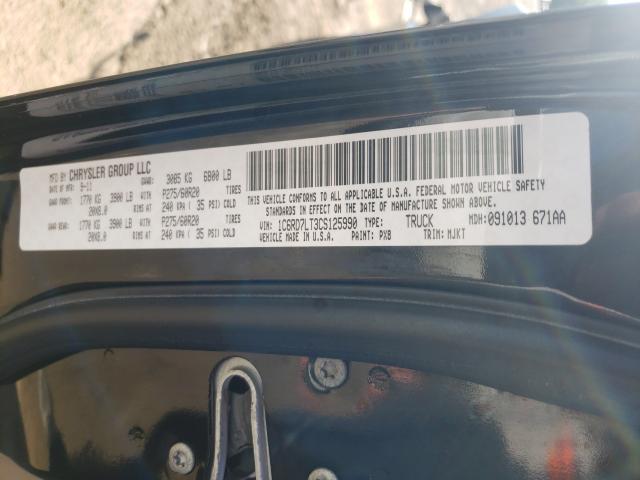 MFD BY CHRYSLER GROUP LLC
DATE OF MFR: 9-11 GVWR: 3085 KG 6800 LB
GAWR FRONT: 1770 KG 3900 LB P275/60R20 TIRES
20X8.0 RIMS AT 240 KPA ( 35 PSI) COLD
GAWR REAR: 1770 KG 3900 LB P275/60R20 TIRES
20X8.0 RIMS AT 240 KPA ( 35 PSI) COLD
THIS VEHICLE CONFORMS TO ALL APPLICABLE U.S.A. FEDERAL MOTOR VEHICLE SAFETY
STANDARDS IN EFFECT ON THE DATE OF MANUFACTURE SHOWN ABOVE.
VIN: 1C6RD7LT3CS125990 TYPE: TRUCK MDH: 091013 671AA
VEHICLE MADE IN U.S.A. PAINT: PX8 TRIM: MJKT